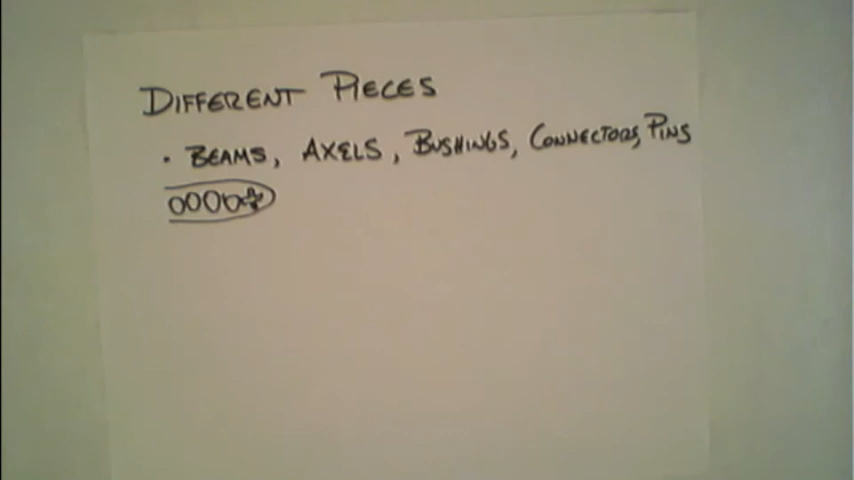 DIFFERENT PIECES
• BEAMS, AXELS, BUSHINGS, CONNECTORS, PINS